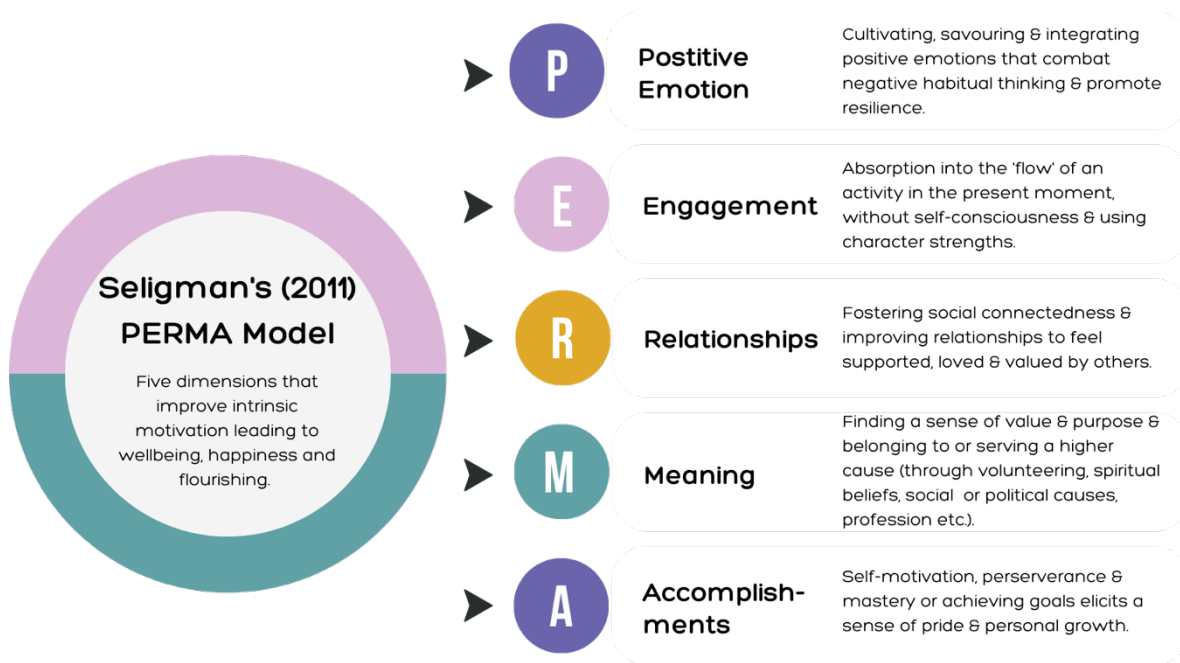 Seligman's (2011)
PERMA Model
Five dimensions that
improve intrinsic
motivation leading to
wellbeing, happiness and
flourishing.
P
Postitive
Emotion
Cultivating, savouring & integrating
positive emotions that combat
negative habitual thinking & promote
resilience.
E
Engagement
Absorption into the 'flow' of an
activity in the present moment,
without self-consciousness & using
character strengths.
R
Relationships
Fostering social connectedness &
improving relationships to feel
supported, loved & valued by others.
M
Meaning
Finding a sense of value & purpose &
belonging to or serving a higher
cause (through volunteering, spiritual
beliefs, social or political causes,
profession etc.).
A
Accomplish-
ments
Self-motivation, perserverance &
mastery or achieving goals elicits a
sense of pride & personal growth.